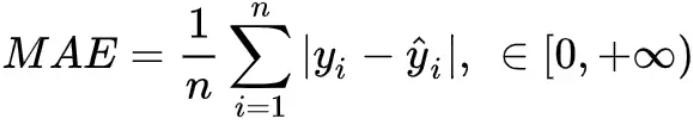 MAE = \frac{1}{n} \sum_{i=1}^{n} |y_i - \hat{y}_i|, \in [0, +\infty)